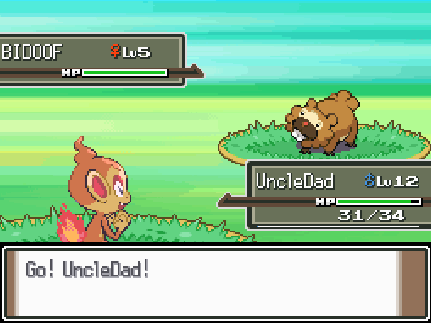 BIDOOF ♀Lv5
HP
UncleDad ♂Lv12
HP
31/34
Go! UncleDad!